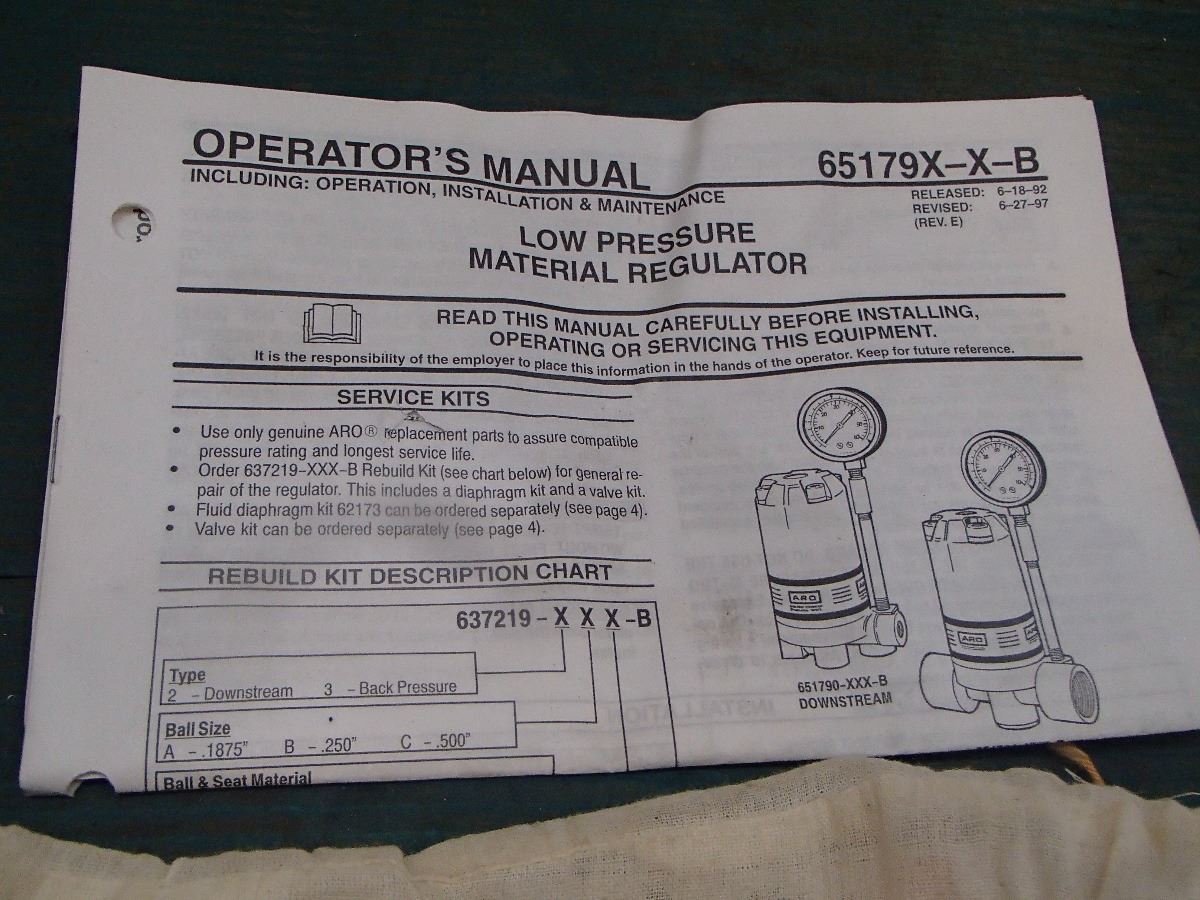 OPERATOR'S MANUAL
65179X–X–B
INCLUDING: OPERATION, INSTALLATION & MAINTENANCE
RELEASED: 6–18–92
REVISED: 6–27–97
(REV. E)
LOW PRESSURE
MATERIAL REGULATOR
READ THIS MANUAL CAREFULLY BEFORE INSTALLING,
OPERATING OR SERVICING THIS EQUIPMENT.
It is the responsibility of the employer to place this information in the hands of the operator. Keep for future reference.
SERVICE KITS
• Use only genuine ARO® replacement parts to assure compatible
pressure rating and longest service life.
• Order 637219–XXX–B Rebuild Kit (see chart below) for general re-
pair of the regulator. This includes a diaphragm kit and a valve kit.
• Fluid diaphragm kit 62173 can be ordered separately (see page 4).
• Valve kit can be ordered separately (see page 4).
REBUILD KIT DESCRIPTION CHART
637219 – X X X –B
Type
2 – Downstream 3 – Back Pressure
Ball Size
A – .1875" B – .250" C – .500"
Ball & Seat Material
ARO
ARO
651790–XXX–B
DOWNSTREAM